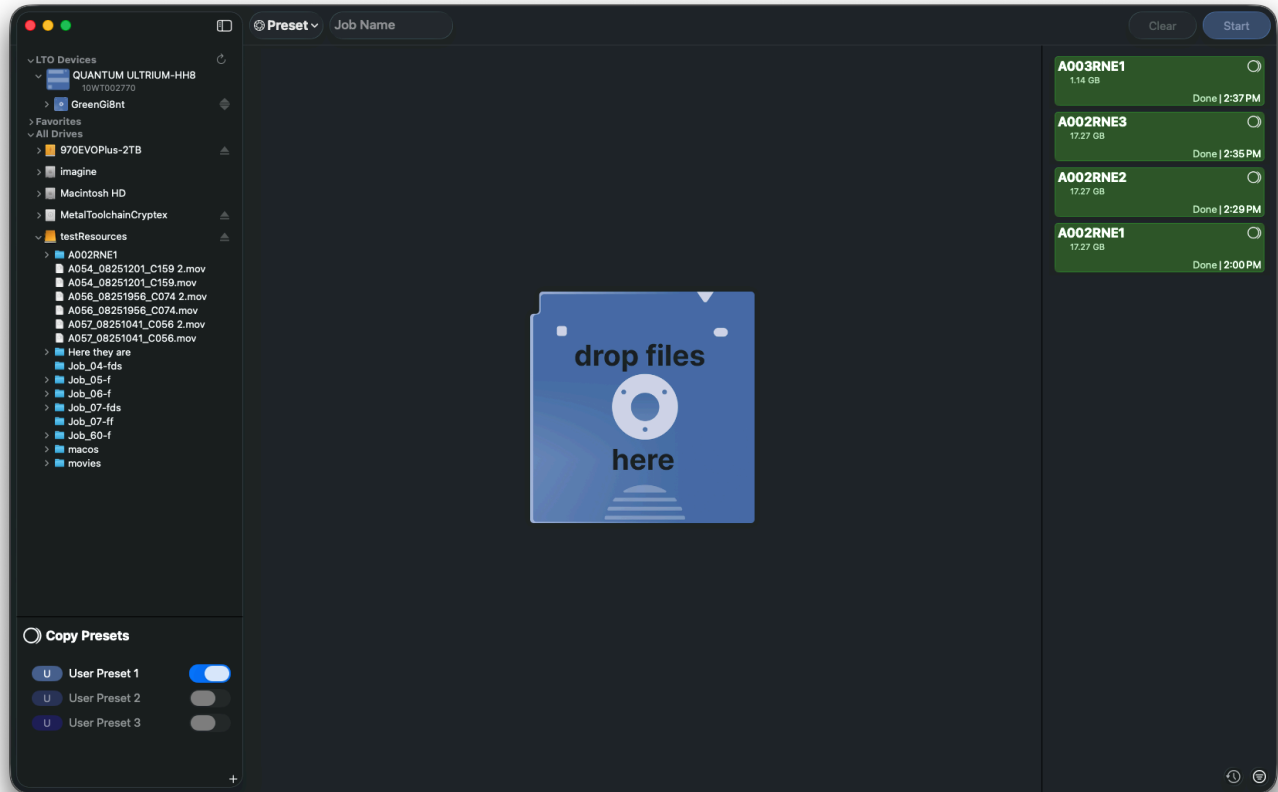 Preset
Job Name
Clear
Start
LTO Devices
QUANTUM ULTRIUM-HH8
10WT002770
GreenGi8nt
Favorites
All Drives
970EVOPlus-2TB
imagine
Macintosh HD
MetalToolchainCryptex
testResources
A002RNE1
A054_08251201_C159 2.mov
A054_08251201_C159.mov
A056_08251956_C074 2.mov
A056_08251956_C074.mov
A057_08251041_C056 2.mov
A057_08251041_C056.mov
Here they are
Job_04-fds
Job_05-f
Job_06-f
Job_07-fds
Job_07-ff
Job_60-f
macos
movies
Copy Presets
U User Preset 1
U User Preset 2
U User Preset 3
+
drop files
here
A003RNE1
1.14 GB
Done | 2:37 PM
A002RNE3
17.27 GB
Done | 2:35 PM
A002RNE2
17.27 GB
Done | 2:29 PM
A002RNE1
17.27 GB
Done | 2:00 PM